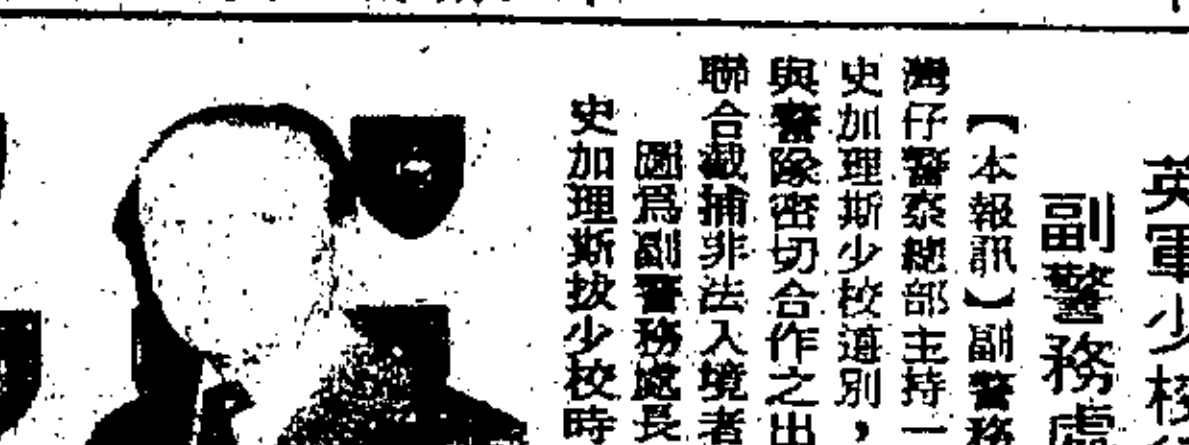 英軍少校
副警務處
【本報訊】副警務
灣仔警察總部主持一
史加理斯少校道別，
與警隊密切合作之出
聯合截捕非法入境者
圖爲副警務處長
史加理斯拔少校時